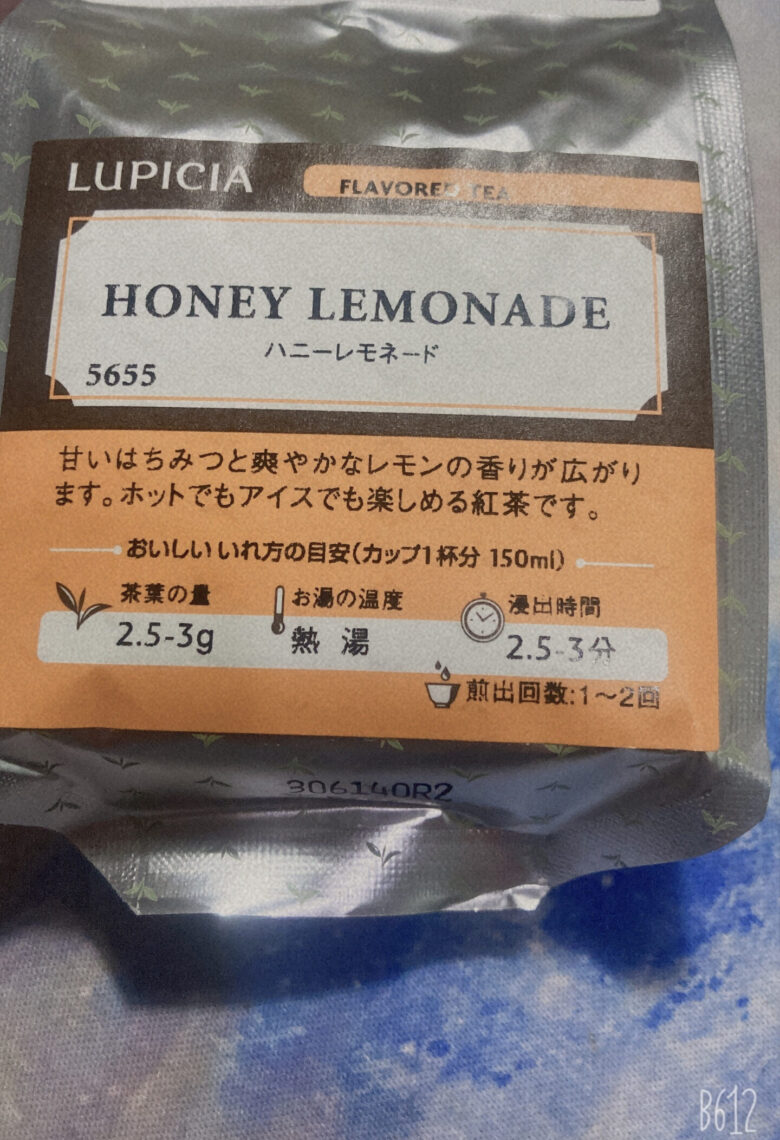 LUPICIA
FLAVORED TEA
HONEY LEMONADE
ハニーレモネード
5655
甘いはちみつと爽やかなレモンの香りが広がり
ます。ホットでもアイスでも楽しめる紅茶です。
おいしいいれ方の目安(カップ1杯分 150ml)
茶葉の量
2.5-3g
お湯の温度
熱湯
浸出時間
2.5-3分
煎出回数:1〜2回
306140R2
B612